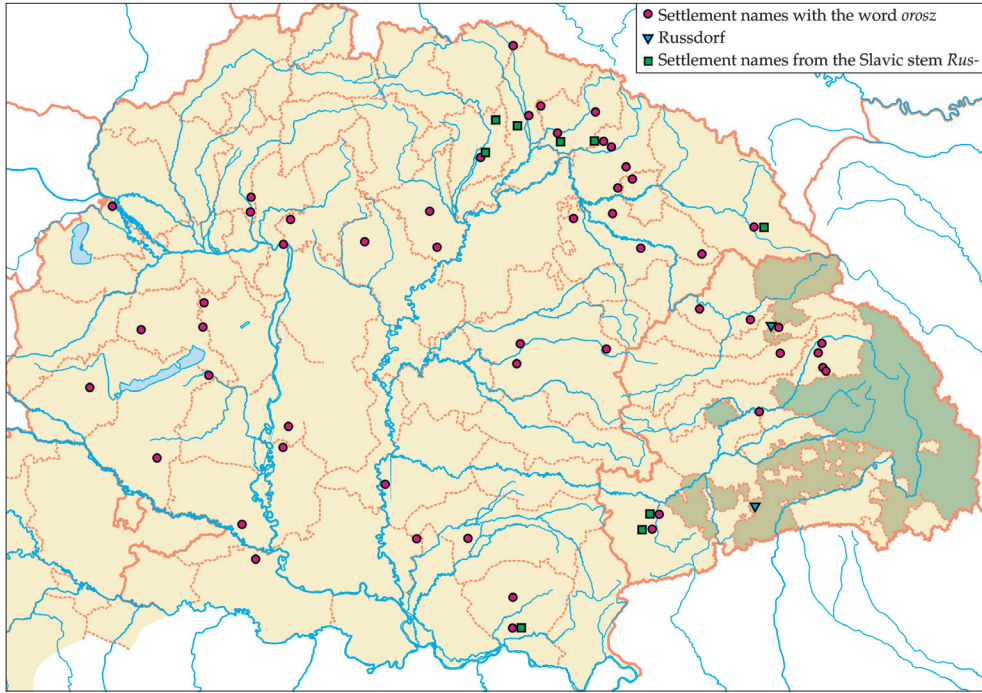 Settlement names with the word orosz
Russdorf
Settlement names from the Slavic stem Rus-